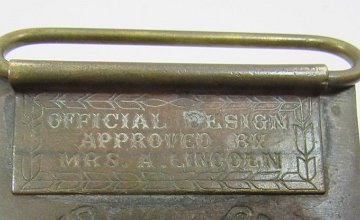 OFFICIAL DESIGN
APPROVED BY
MRS. A. LINCOLN